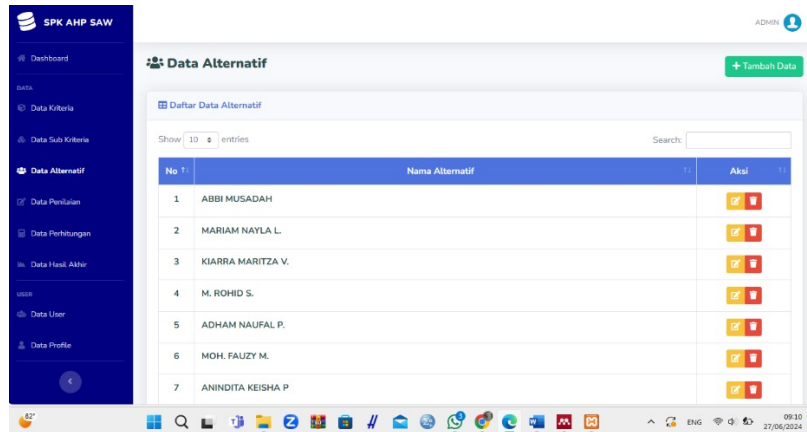 SPK AHP SAW
ADMIN
Dashboard
Data Alternatif
+ Tambah Data
DATA
Data Kriteria
Daftar Data Alternatif
Data Sub Kriteria
Show 10 entries
Search:
Data Alternatif
No Nama Alternatif Aksi
Data Penilaian
1 ABBI MUSADAH
Data Perhitungan
2 MARIAM NAYLA L.
Data Hasil Akhir
3 KIARRA MARITZA V.
USER
4 M. ROHID S.
Data User
5 ADHAM NAUFAL P.
Data Profile
6 MOH. FAUZY M.
7 ANINDITA KEISHA P
82°
ENG
09:10
27/06/2024